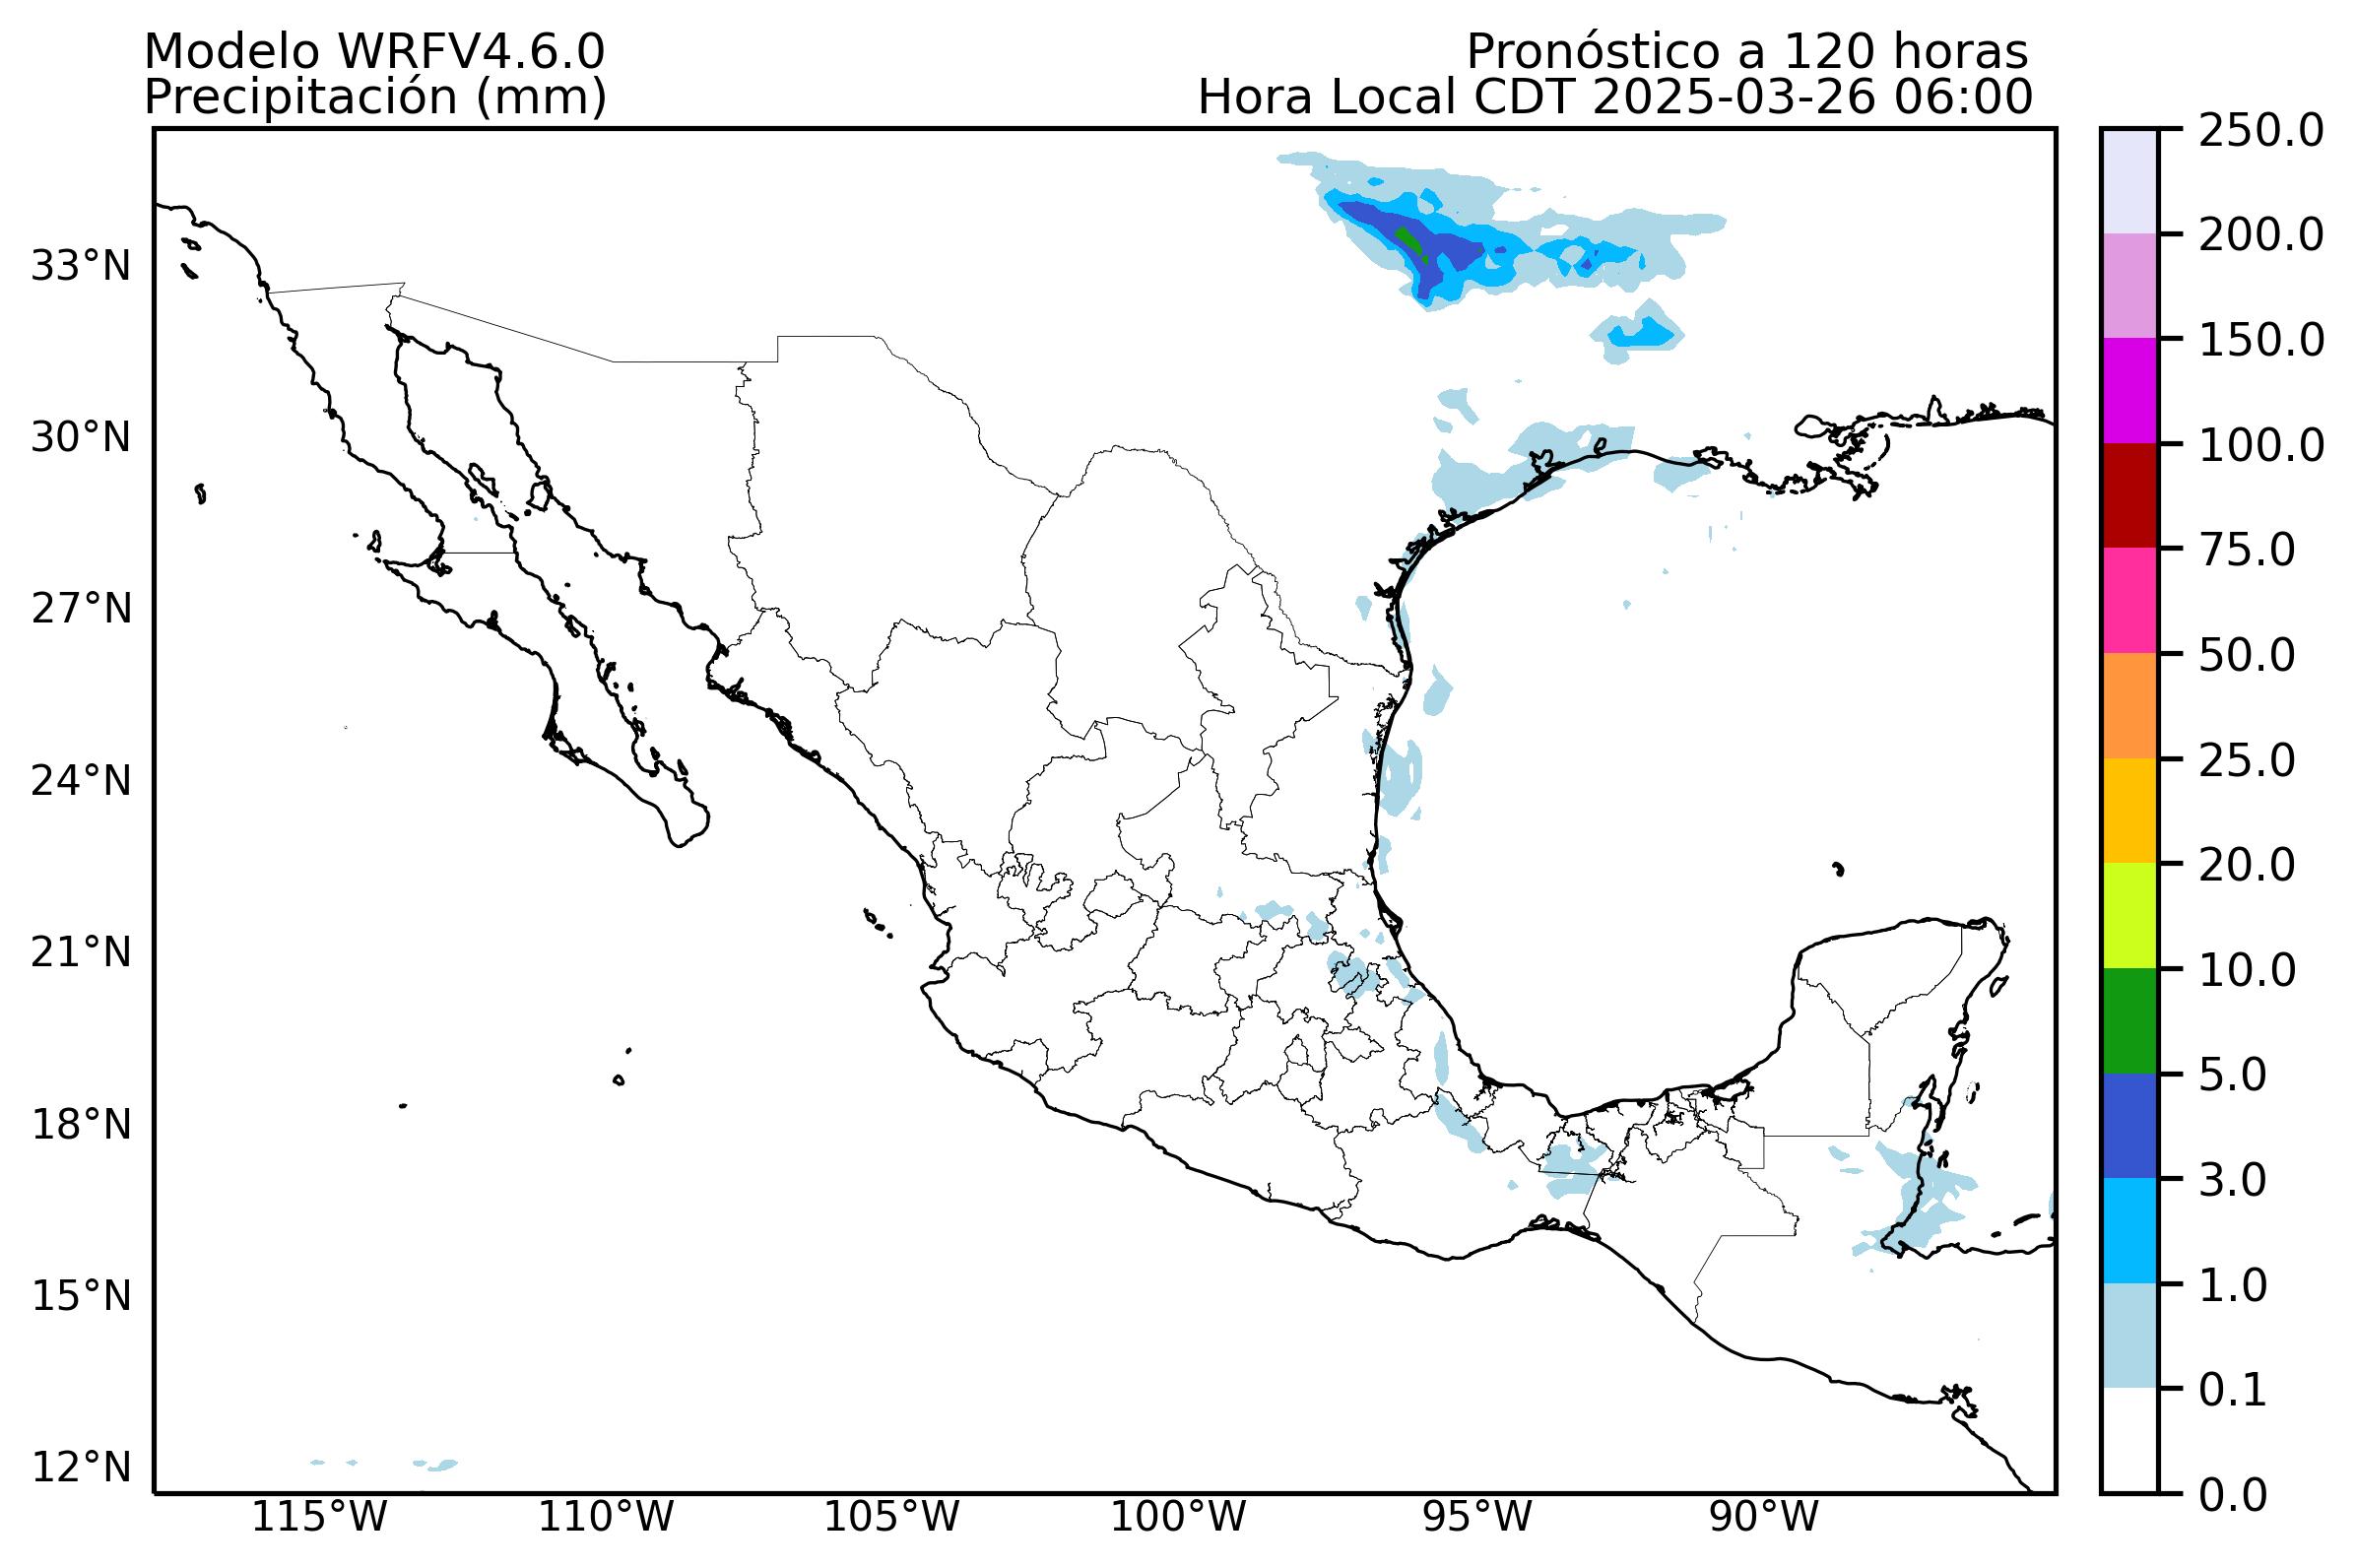 Modelo WRFV4.6.0
Pronóstico a 120 horas
Precipitación (mm)
Hora Local CDT 2025-03-26 06:00
33°N
30°N
27°N
24°N
21°N
18°N
15°N
12°N
115°W
110°W
105°W
100°W
95°W
90°W
250.0
200.0
150.0
100.0
75.0
50.0
25.0
20.0
10.0
5.0
3.0
1.0
0.1
0.0